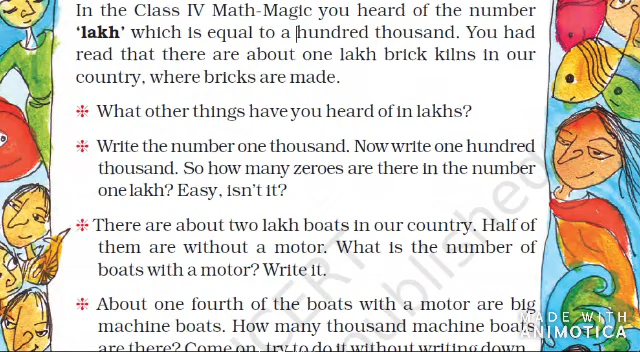 In the Class IV Math-Magic you heard of the number
'lakh' which is equal to a hundred thousand. You had
read that there are about one lakh brick kilns in our
country, where bricks are made.
❉ What other things have you heard of in lakhs?
❉ Write the number one thousand. Now write one hundred
thousand. So how many zeroes are there in the number
one lakh? Easy, isn't it?
❉ There are about two lakh boats in our country. Half of
them are without a motor. What is the number of
boats with a motor? Write it.
❉ About one fourth of the boats with a motor are big
machine boats. How many thousand machine boats
are there? Come on, try to do it without writing down
NCERT
published
MADE WITH
ANIMOTICA